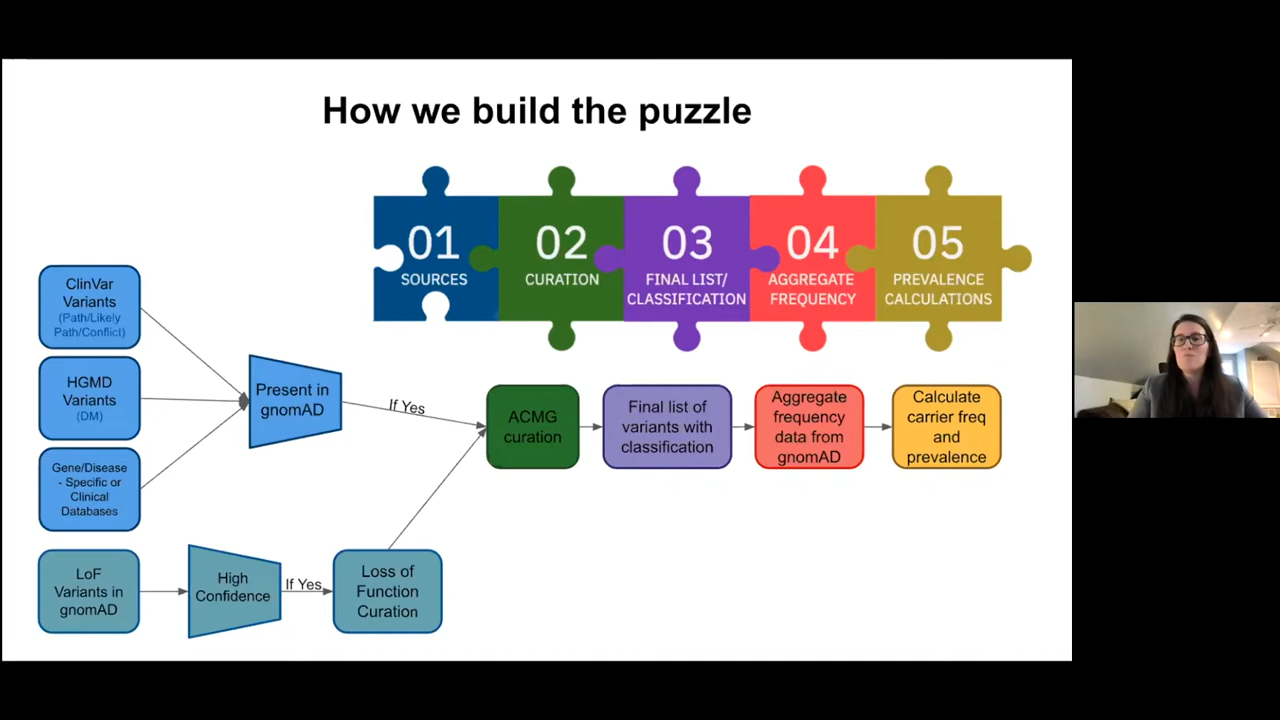 How we build the puzzle
01
SOURCES
02
CURATION
03
FINAL LIST/
CLASSIFICATION
04
AGGREGATE
FREQUENCY
05
PREVALENCE
CALCULATIONS
ClinVar
Variants
(Path/Likely
Path/Conflict)
HGMD
Variants
(DM)
Gene/Disease
- Specific or
Clinical
Databases
Present in
gnomAD
If Yes
ACMG
curation
Final list of
variants with
classification
Aggregate
frequency
data from
gnomAD
Calculate
carrier freq
and
prevalence
LoF
Variants in
gnomAD
High
Confidence
If Yes
Loss of
Function
Curation